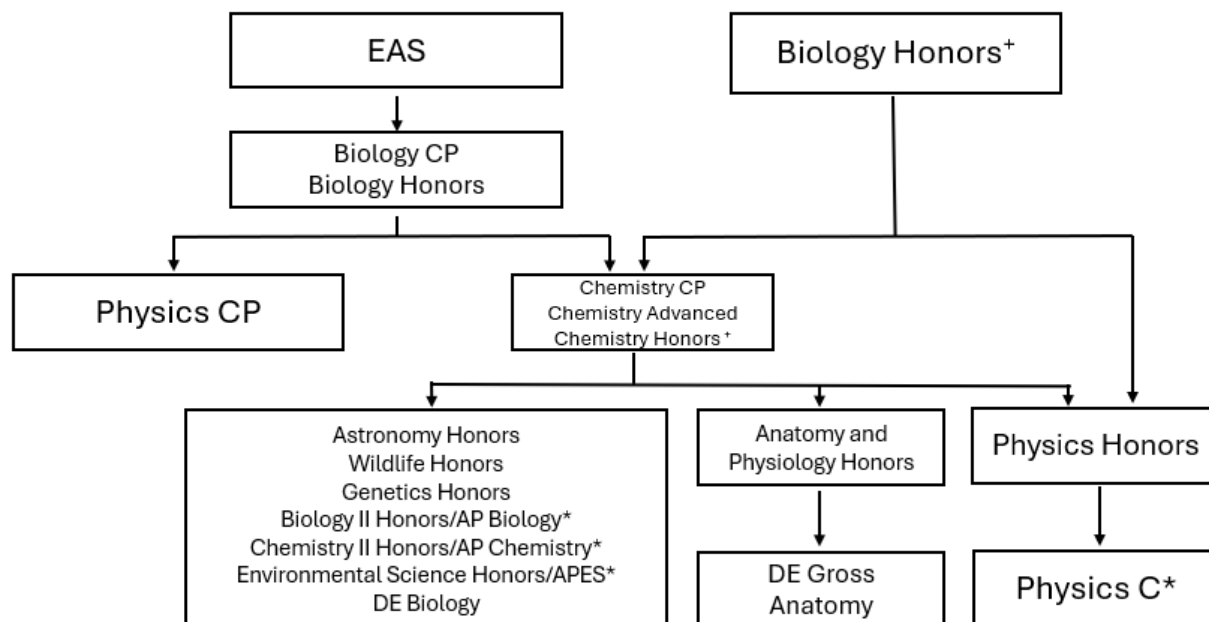 EAS
Biology Honors⁺
Biology CP
Biology Honors
Physics CP
Chemistry CP
Chemistry Advanced
Chemistry Honors ⁺
Astronomy Honors
Wildlife Honors
Genetics Honors
Biology II Honors/AP Biology*
Chemistry II Honors/AP Chemistry*
Environmental Science Honors/APES*
DE Biology
Anatomy and
Physiology Honors
Physics Honors
DE Gross
Anatomy
Physics C*